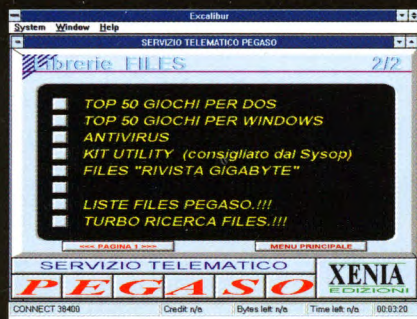 Excalibur
System Window Help
SERVIZIO TELEMATICO PEGASO
Librerie FILES 2/2
TOP 50 GIOCHI PER DOS
TOP 50 GIOCHI PER WINDOWS
ANTIVIRUS
KIT UTILITY (consigliato dal Sysop)
FILES "RIVISTA GIGABYTE"
LISTE FILES PEGASO.!!!
TURBO RICERCA FILES.!!!
<<< PAGINA 1 >>> MENU PRINCIPALE
SERVIZIO TELEMATICO
PEGASO
XENIA
EDIZIONI
CONNECT 38400 Credit: n/a Bytes left: n/a Time left: n/a 00:03:20